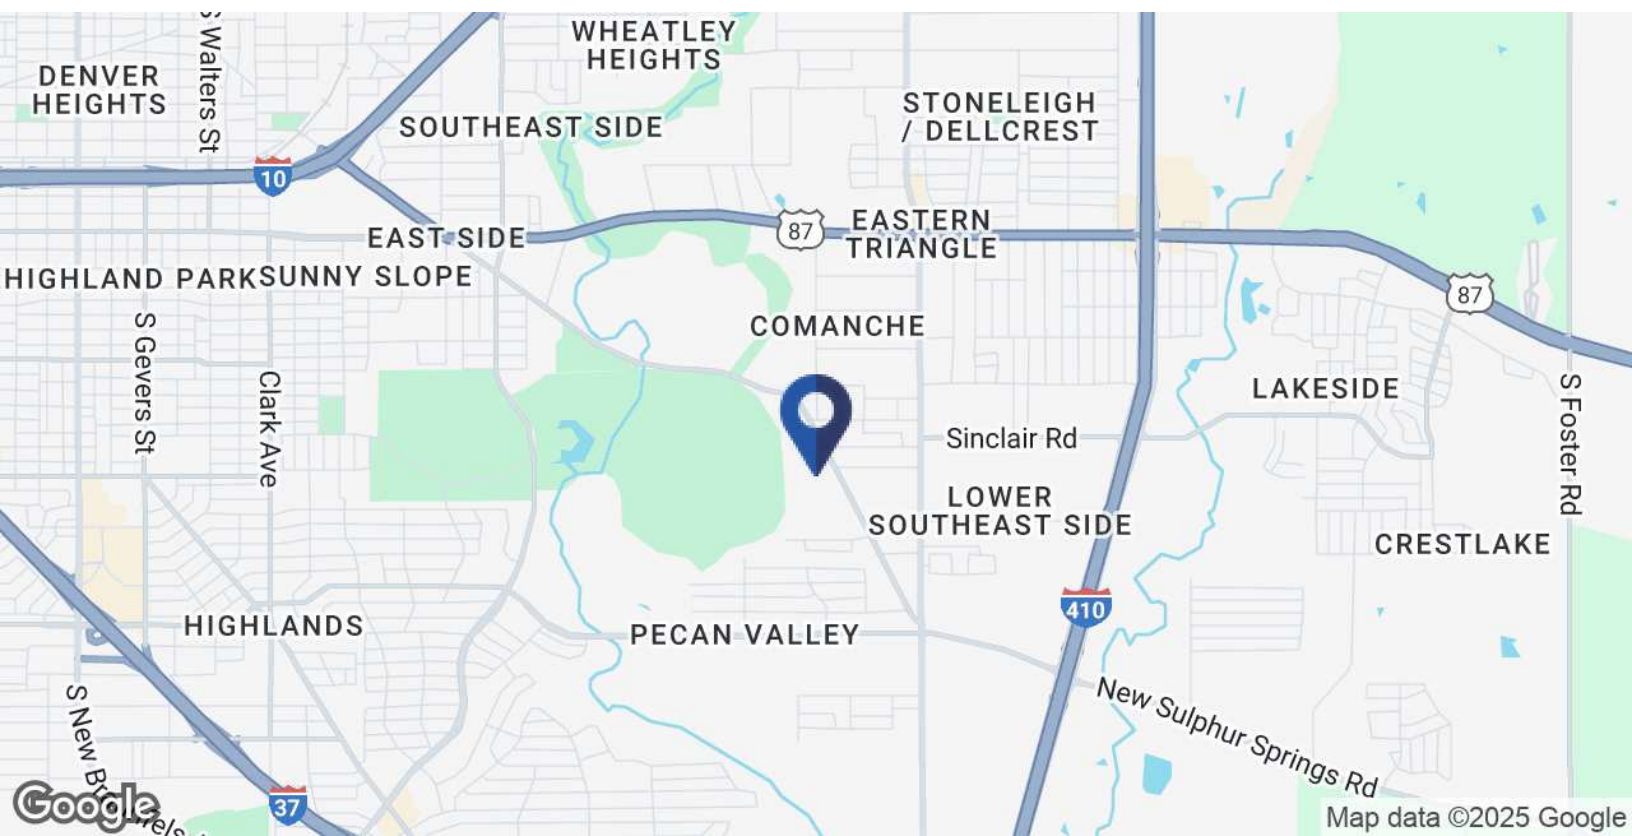 S Walters St
WHEATLEY
HEIGHTS
DENVER
HEIGHTS
SOUTHEAST SIDE
STONELEIGH
/ DELLCREST
10
EAST SIDE
87
EASTERN
TRIANGLE
HIGHLAND PARK
SUNNY SLOPE
87
S Gevers St
COMANCHE
Clark Ave
LAKESIDE
S Foster Rd
Sinclair Rd
LOWER
SOUTHEAST SIDE
CRESTLAKE
410
HIGHLANDS
PECAN VALLEY
S New Braunfels
New Sulphur Springs Rd
37
Google
Map data ©2025 Google